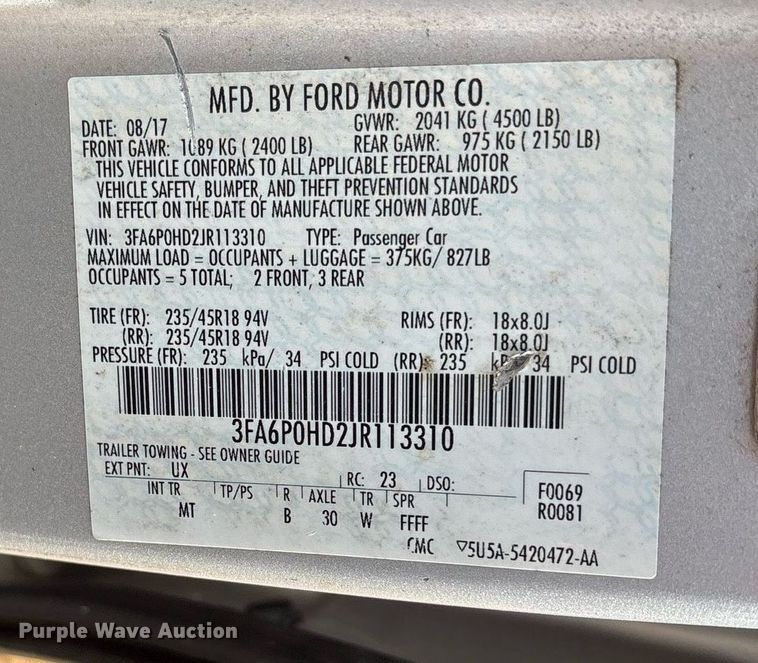 MFD. BY FORD MOTOR CO.
DATE: 08/17 GVWR: 2041 KG ( 4500 LB)
FRONT GAWR: 1089 KG ( 2400 LB) REAR GAWR: 975 KG ( 2150 LB)
THIS VEHICLE CONFORMS TO ALL APPLICABLE FEDERAL MOTOR
VEHICLE SAFETY, BUMPER, AND THEFT PREVENTION STANDARDS
IN EFFECT ON THE DATE OF MANUFACTURE SHOWN ABOVE.
VIN: 3FA6P0HD2JR113310 TYPE: Passenger Car
MAXIMUM LOAD = OCCUPANTS + LUGGAGE = 375KG/ 827LB
OCCUPANTS = 5 TOTAL; 2 FRONT, 3 REAR
TIRE (FR): 235/45R18 94V RIMS (FR): 18x8.0J
(RR): 235/45R18 94V (RR): 18x8.0J
PRESSURE (FR): 235 kPa/ 34 PSI COLD (RR): 235 kPa/ 34 PSI COLD
3FA6P0HD2JR113310
TRAILER TOWING - SEE OWNER GUIDE
EXT PNT: UX RC: 23 DSO: F0069
INT TR TP/PS R AXLE TR SPR R0081
MT B 30 W FFFF
CMC ▽5U5A-5420472-AA
Purple Wave Auction